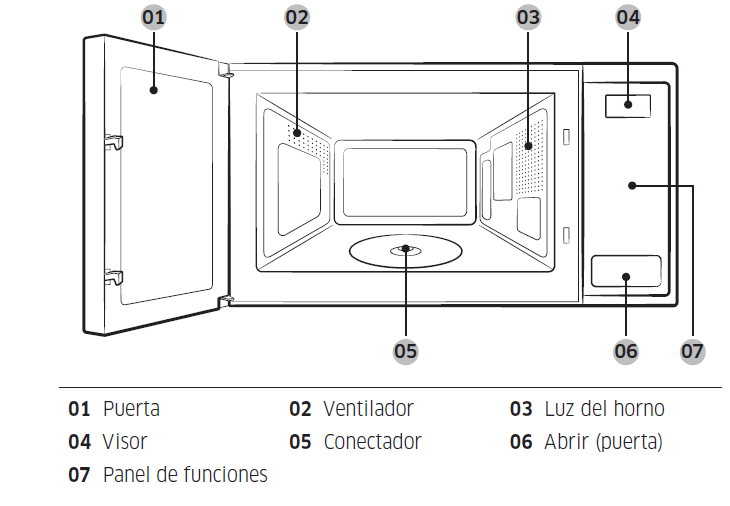 01 02 03 04
05 06 07
01 Puerta 02 Ventilador 03 Luz del horno
04 Visor 05 Conectador 06 Abrir (puerta)
07 Panel de funciones